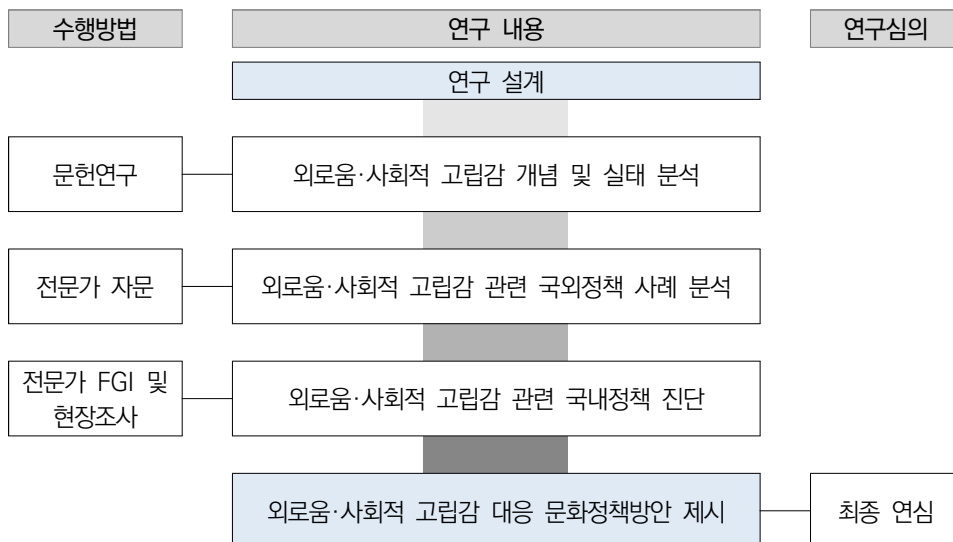 수행방법
연구 내용
연구심의
연구 설계
문헌연구
외로움·사회적 고립감 개념 및 실태 분석
전문가 자문
외로움·사회적 고립감 관련 국외정책 사례 분석
전문가 FGI 및
현장조사
외로움·사회적 고립감 관련 국내정책 진단
외로움·사회적 고립감 대응 문화정책방안 제시
최종 연심